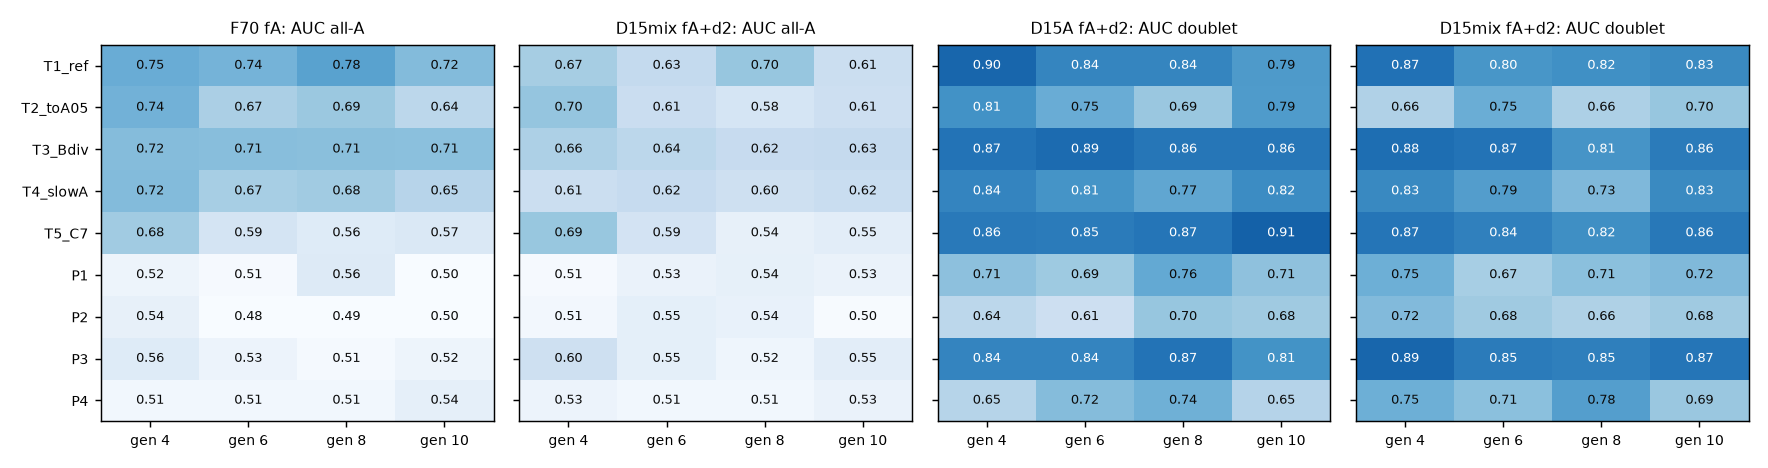 F70 fA: AUC all-A D15mix fA+d2: AUC all-A D15A fA+d2: AUC doublet D15mix fA+d2: AUC doublet
T1_ref 0.75 0.74 0.78 0.72 0.67 0.63 0.70 0.61 0.90 0.84 0.84 0.79 0.87 0.80 0.82 0.83
T2_toA05 0.74 0.67 0.69 0.64 0.70 0.61 0.58 0.61 0.81 0.75 0.69 0.79 0.66 0.75 0.66 0.70
T3_Bdiv 0.72 0.71 0.71 0.71 0.66 0.64 0.62 0.63 0.87 0.89 0.86 0.86 0.88 0.87 0.81 0.86
T4_slowA 0.72 0.67 0.68 0.65 0.61 0.62 0.60 0.62 0.84 0.81 0.77 0.82 0.83 0.79 0.73 0.83
T5_C7 0.68 0.59 0.56 0.57 0.69 0.59 0.54 0.55 0.86 0.85 0.87 0.91 0.87 0.84 0.82 0.86
P1 0.52 0.51 0.56 0.50 0.51 0.53 0.54 0.53 0.71 0.69 0.76 0.71 0.75 0.67 0.71 0.72
P2 0.54 0.48 0.49 0.50 0.51 0.55 0.54 0.50 0.64 0.61 0.70 0.68 0.72 0.68 0.66 0.68
P3 0.56 0.53 0.51 0.52 0.60 0.55 0.52 0.55 0.84 0.84 0.87 0.81 0.89 0.85 0.85 0.87
P4 0.51 0.51 0.51 0.54 0.53 0.51 0.51 0.53 0.65 0.72 0.74 0.65 0.75 0.71 0.78 0.69
gen 4 gen 6 gen 8 gen 10 gen 4 gen 6 gen 8 gen 10 gen 4 gen 6 gen 8 gen 10 gen 4 gen 6 gen 8 gen 10